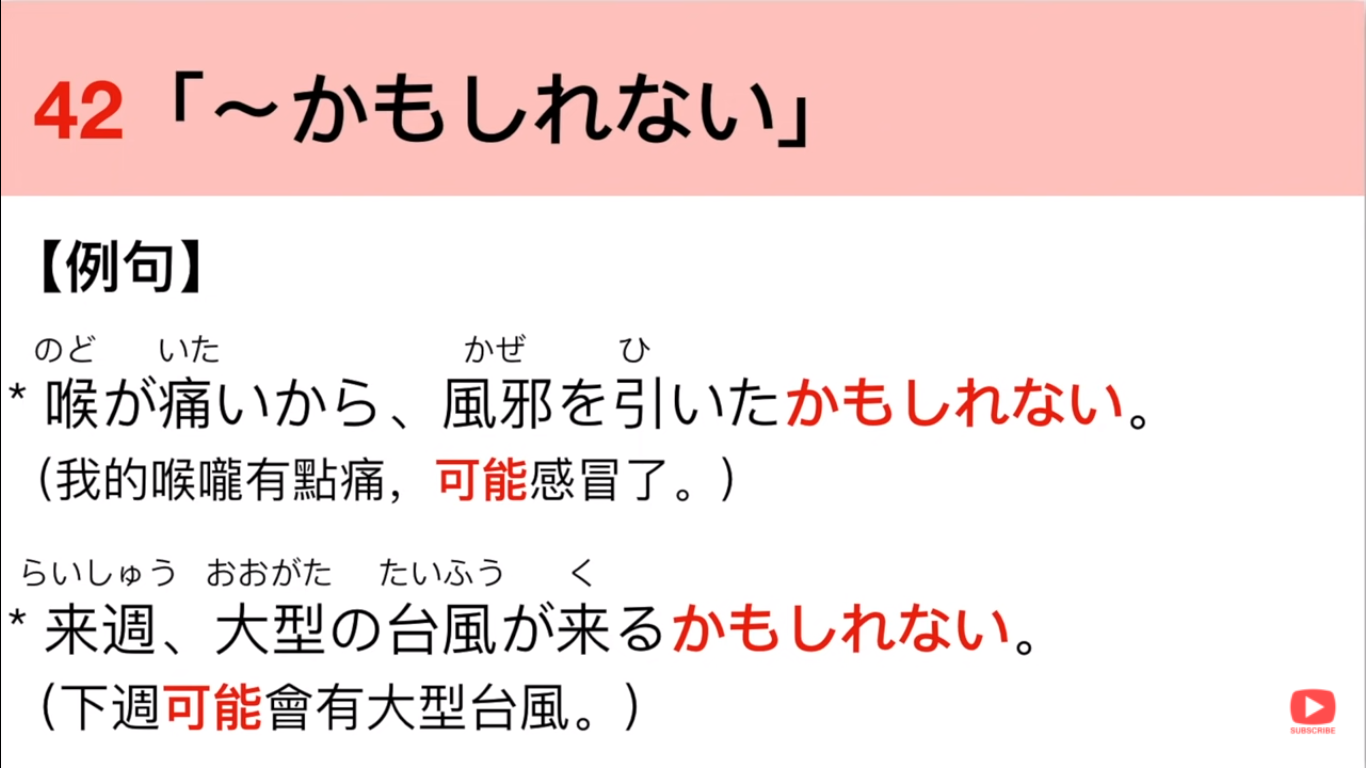 42「～かもしれない」
【例句】
のど いた かぜ ひ
* 喉が痛いから、風邪を引いたかもしれない。
（我的喉嚨有點痛，可能感冒了。）
らいしゅう おおがた たいふう く
* 来週、大型の台風が来るかもしれない。
（下週可能會有大型台風。）
SUBSCRIBE